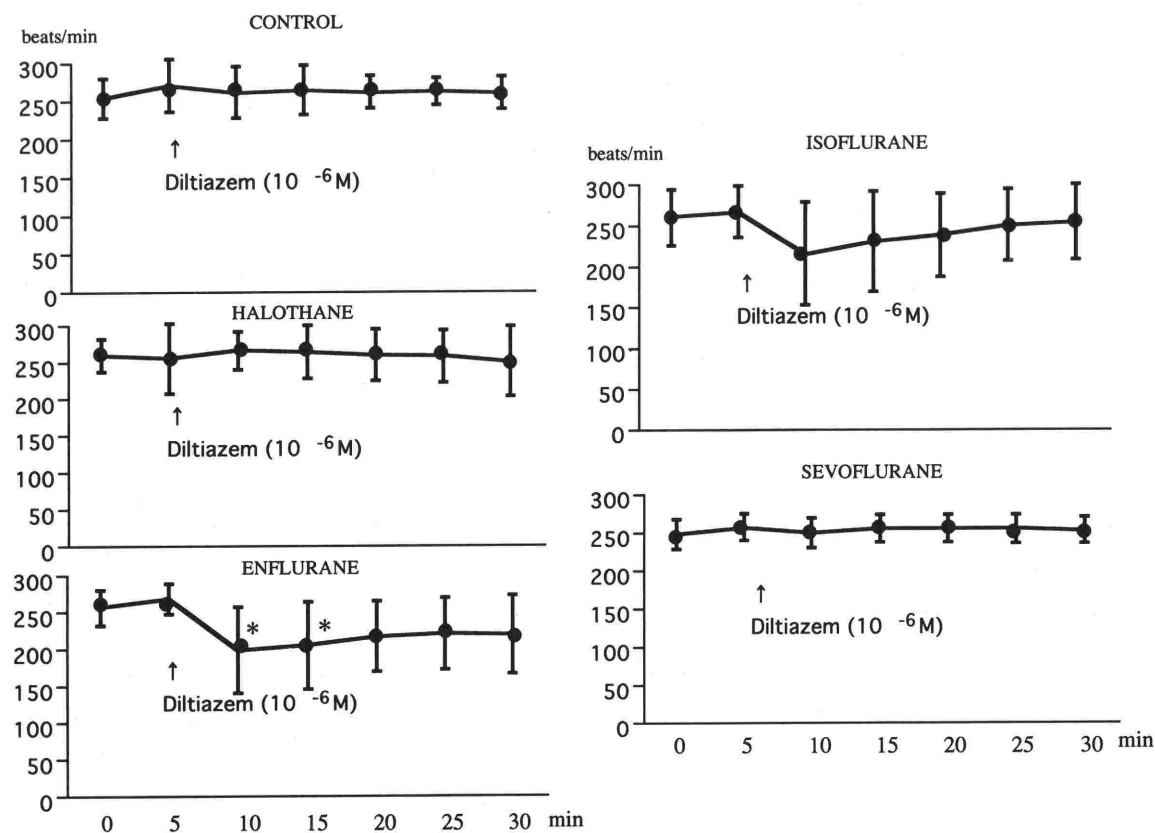 CONTROL
beats/min
300
250
200
150
100
50
0
↑
Diltiazem (10 -6M)
HALOTHANE
300
250
200
150
100
50
0
↑
Diltiazem (10 -6M)
ENFLURANE
300
250
200
150
100
50
0
* *
↑
Diltiazem (10 -6M)
0 5 10 15 20 25 30 min
ISOFLURANE
beats/min
300
250
200
150
100
50
0
↑
Diltiazem (10 -6M)
SEVOFLURANE
300
250
200
150
100
50
0
↑
Diltiazem (10 -6M)
0 5 10 15 20 25 30 min